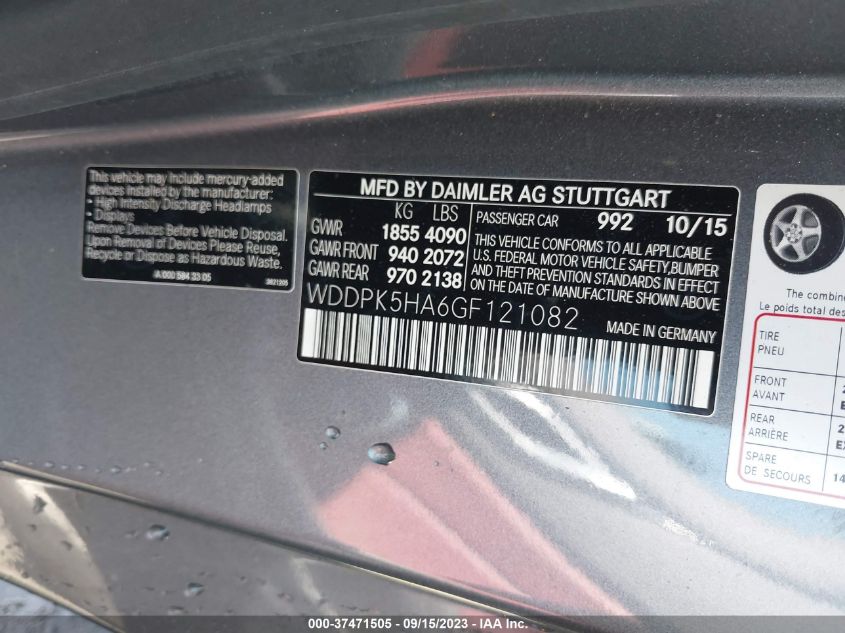 This vehicle may include mercury-added
devices installed by the manufacturer:
- High Intensity Discharge Headlamps
- Displays
Remove Devices Before Vehicle Disposal.
Upon Removal of Devices Please Reuse,
Recycle or Dispose as Hazardous Waste.
A 000 584 33 05
MFD BY DAIMLER AG STUTTGART
KG LBS
GVWR 1855 4090
GAWR FRONT 940 2072
GAWR REAR 970 2138
PASSENGER CAR 992 10/15
THIS VEHICLE CONFORMS TO ALL APPLICABLE
U.S. FEDERAL MOTOR VEHICLE SAFETY, BUMPER
AND THEFT PREVENTION STANDARDS IN EFFECT
ON THE DATE OF MANUFACTURE SHOWN ABOVE.
WDDPK5HA6GF121082
MADE IN GERMANY
The combine
Le poids total des
TIRE
PNEU
FRONT
AVANT
REAR
ARRIÈRE
SPARE
DE SECOURS
14
000-37471505 - 09/15/2023 - IAA Inc.